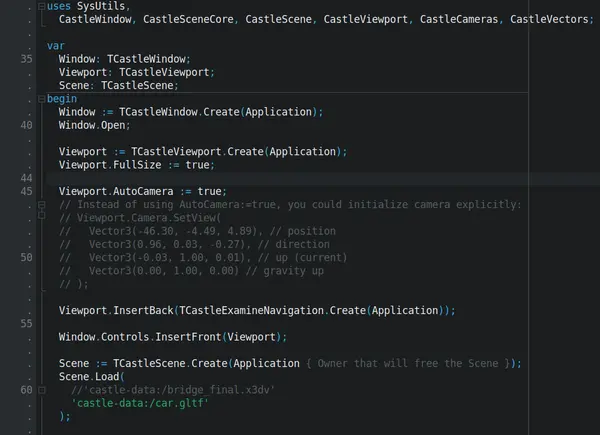 uses SysUtils,
CastleWindow, CastleSceneCore, CastleScene, CastleViewport, CastleCameras, CastleVectors;
var
35 Window: TCastleWindow;
Viewport: TCastleViewport;
Scene: TCastleScene;
begin
Window := TCastleWindow.Create(Application);
40 Window.Open;
Viewport := TCastleViewport.Create(Application);
Viewport.FullSize := true;
44
45 Viewport.AutoCamera := true;
// Instead of using AutoCamera:=true, you could initialize camera explicitly:
// Viewport.Camera.SetView(
//   Vector3(-46.30, -4.49, 4.89), // position
//   Vector3(0.96, 0.03, -0.27), // direction
50 //   Vector3(-0.03, 1.00, 0.01), // up (current)
//   Vector3(0.00, 1.00, 0.00) // gravity up
// );
Viewport.InsertBack(TCastleExamineNavigation.Create(Application));
55
Window.Controls.InsertFront(Viewport);
Scene := TCastleScene.Create(Application { Owner that will free the Scene });
Scene.Load(
60 //'castle-data:/bridge_final.x3dv'
'castle-data:/car.gltf'
);